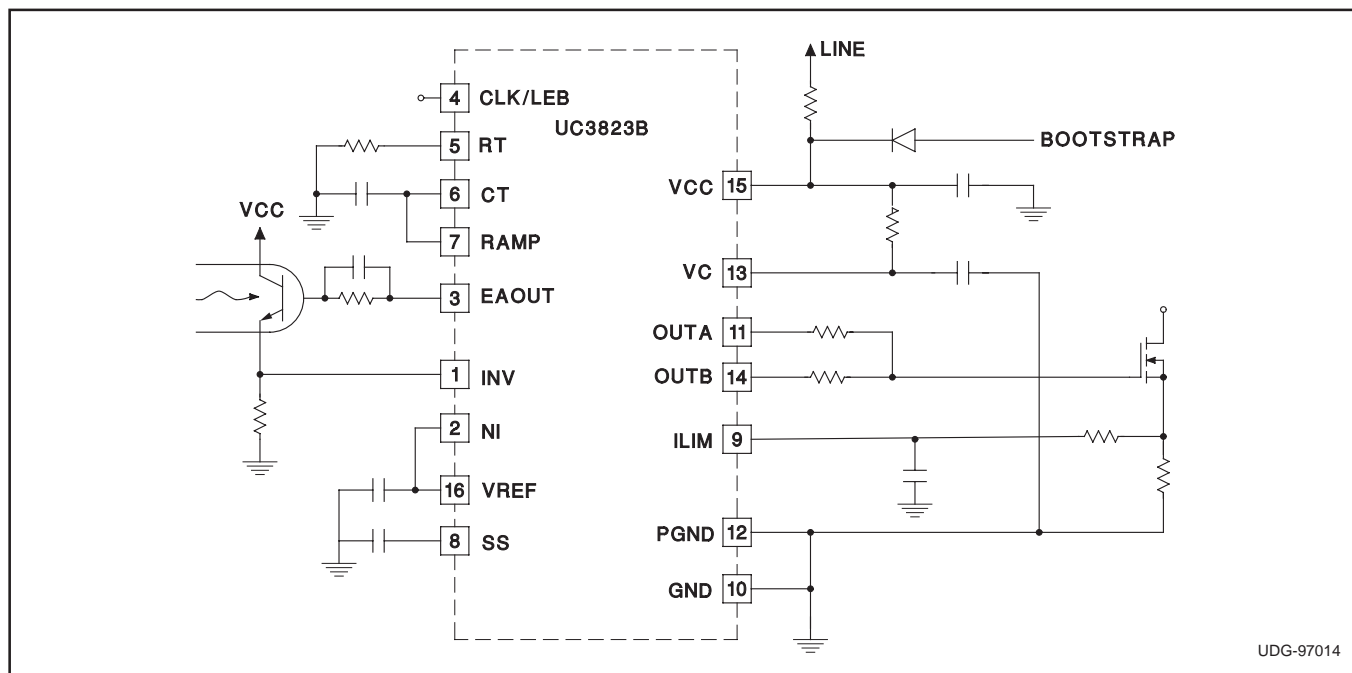 LINE
4 CLK/LEB
UC3823B
5 RT
BOOTSTRAP
6 CT
VCC 15
VCC
7 RAMP
VC 13
3 EAOUT
OUTA 11
1 INV
OUTB 14
2 NI
ILIM 9
16 VREF
PGND 12
8 SS
GND 10
UDG-97014